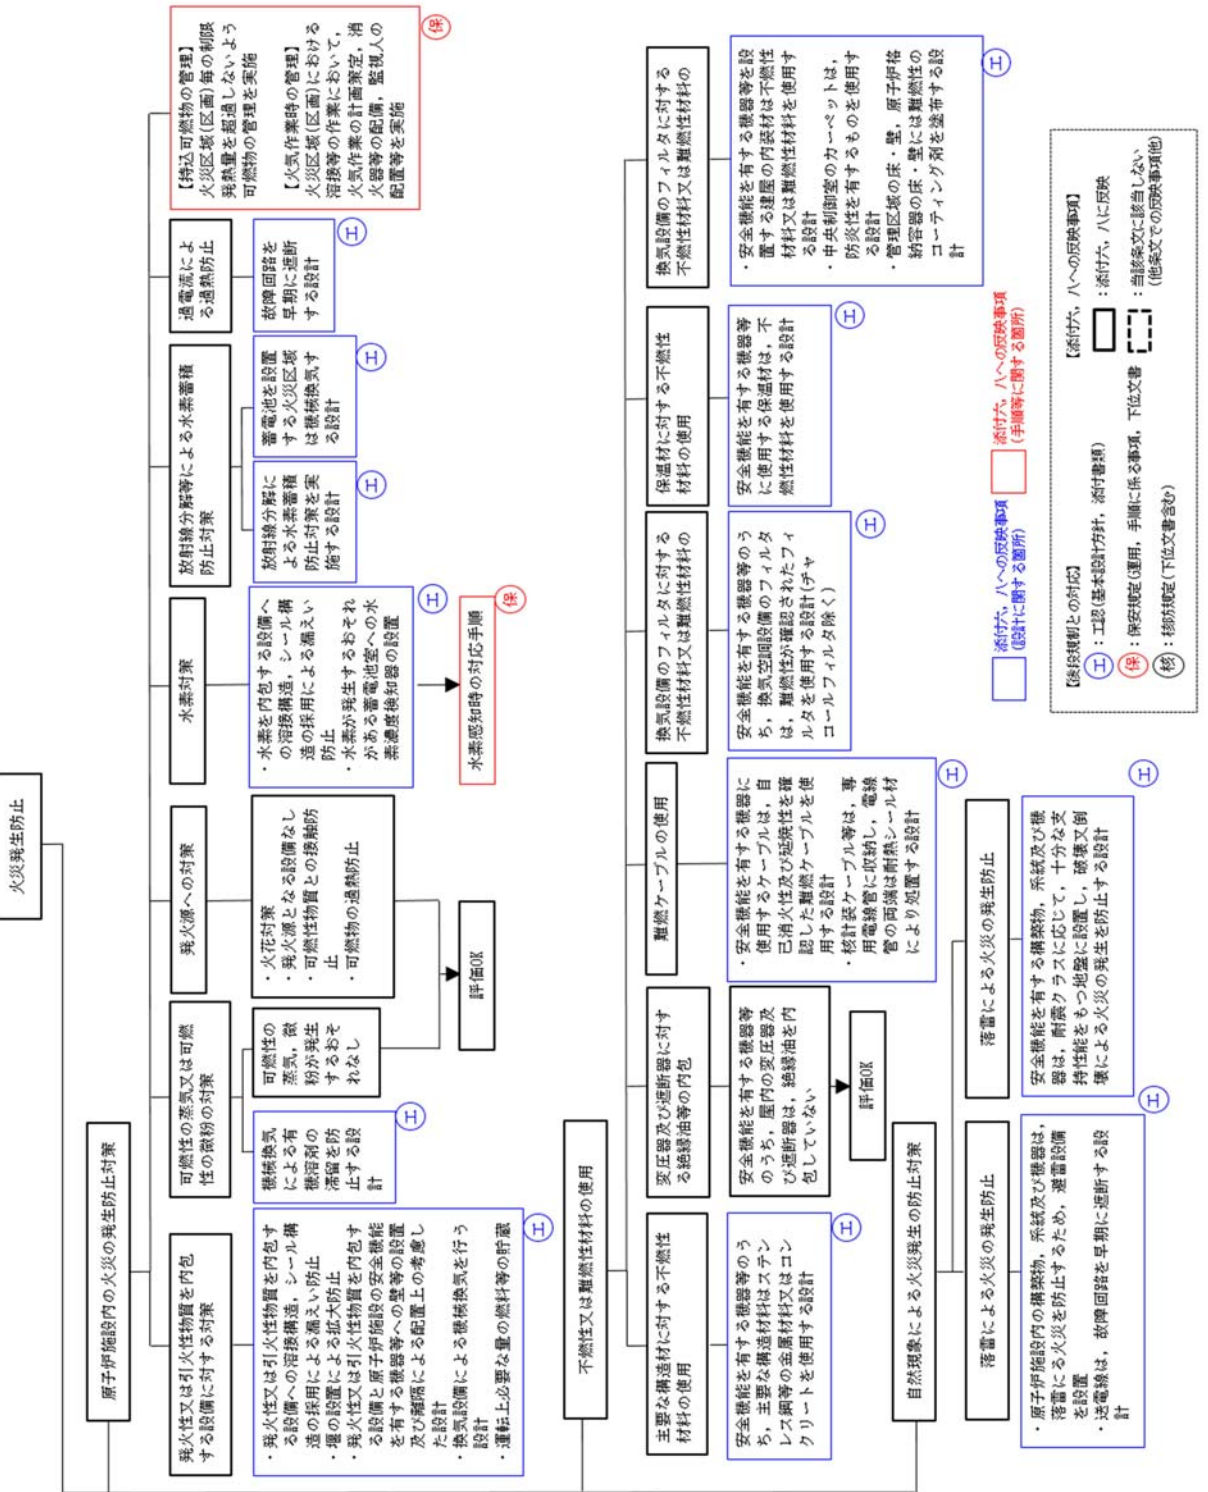 火災発生防止
原子炉施設内の火災の発生防止対策
発火性又は引火性物質を内包
する設備に対する対策
・発火性又は引火性物質を内包す
る設備への溶接構造，シール構
造の採用による漏えい防止
・堰の設置による拡大防止
・発火性又は引火性物質を内包す
る設備と原子炉施設の安全機能
を有する機器等への壁等の設置
及び離隔による配置上の考慮し
た設計
・換気設備による機械換気を行う
設計
・運転上必要な量の燃料等の貯蔵
工
可燃性の蒸気又は可燃
性の微粉の対策
機械換気
による有
機溶剤の
滞留を防
止する設
計
工
可燃性の
蒸気，微
粉が発生
するおそ
れなし
発火源への対策
・火花対策
・発火源となる設備なし
・可燃性物質との接触防
止
・可燃物の過熱防止
評価OK
水素対策
・水素を内包する設備へ
の溶接構造，シール構
造の採用による漏えい
防止
・水素が発生するおそれ
がある蓄電池室への水
素濃度検知器の設置
工
水素感知時の対応手順
保
放射線分解等による水素蓄積
防止対策
放射線分解に
よる水素蓄積
防止対策を実
施する設計
工
蓄電池を設置
する火災区域
は機械換気す
る設計
工
過電流によ
る過熱防止
故障回路を
早期に遮断
する設計
工
【持込可燃物の管理】
火災区域(区画)毎の制限
発熱量を超過しないよう
可燃物の管理を実施
【火気作業時の管理】
火災区域(区画)における
溶接等の作業において，
火気作業の計画策定，消
火器等の配備，監視人の
配置等を実施
保
不燃性又は難燃性材料の使用
主要な構造材に対する不燃性
材料の使用
安全機能を有する機器等のう
ち，主要な構造材料はステン
レス鋼等の金属材料又はコン
クリートを使用する設計
工
変圧器及び遮断器に対す
る絶縁油等の内包
安全機能を有する機器等
のうち，屋内の変圧器及
び遮断器は，絶縁油を内
包していない
評価OK
難燃ケーブルの使用
・安全機能を有する機器に
使用するケーブルは，自
己消火性及び延焼性を確
認した難燃ケーブルを使
用する設計
・核計装ケーブル等は，専
用電線管に収納し，電線
管の両端は耐熱シール材
により処置する設計
工
換気設備のフィルタに対する
不燃性材料又は難燃性材料の
安全機能を有する機器等のう
ち，換気空調設備のフィルタ
は，難燃性が確認されたフィ
ルタを使用する設計(チャ
コールフィルタ除く)
工
保温材に対する不燃性
材料の使用
安全機能を有する機器等
に使用する保温材は，不
燃性材料を使用する設計
工
換気設備のフィルタに対する
不燃性材料又は難燃性材料の
・安全機能を有する機器等を設
置する建屋の内装材は不燃性
材料又は難燃性材料を使用す
る設計
・中央制御室のカーペットは，
防炎性を有するものを使用す
る設計
・管理区域の床・壁，原子炉格
納容器の床・壁には難燃性の
コーティング剤を塗布する設
計
工
自然現象による火災発生の防止対策
落雷による火災の発生防止
・原子炉施設内の構築物，系統及び機器は，
落雷による火災を防止するため，避雷設備
を設置
・送電線は，故障回路を早期に遮断する設
計
工
落雷による火災の発生防止
安全機能を有する構築物，系統及び機
器は，耐震クラスに応じて，十分な支
持性能をもつ地盤に設置し，破壊又倒
壊による火災の発生を防止する設計
工
添付六，八への反映事項
(設計に関する箇所)
添付六，八への反映事項
(手順等に関する箇所)
【後段規制との対応】
工：工認(基本設計方針，添付書類)
保：保安規定(運用，手順に係る事項，下位文書
核：核防規定(下位文書含む)
【添付六，八への反映事項】
：添付六，八に反映
：当該条文に該当しない
(他条文での反映事項他)